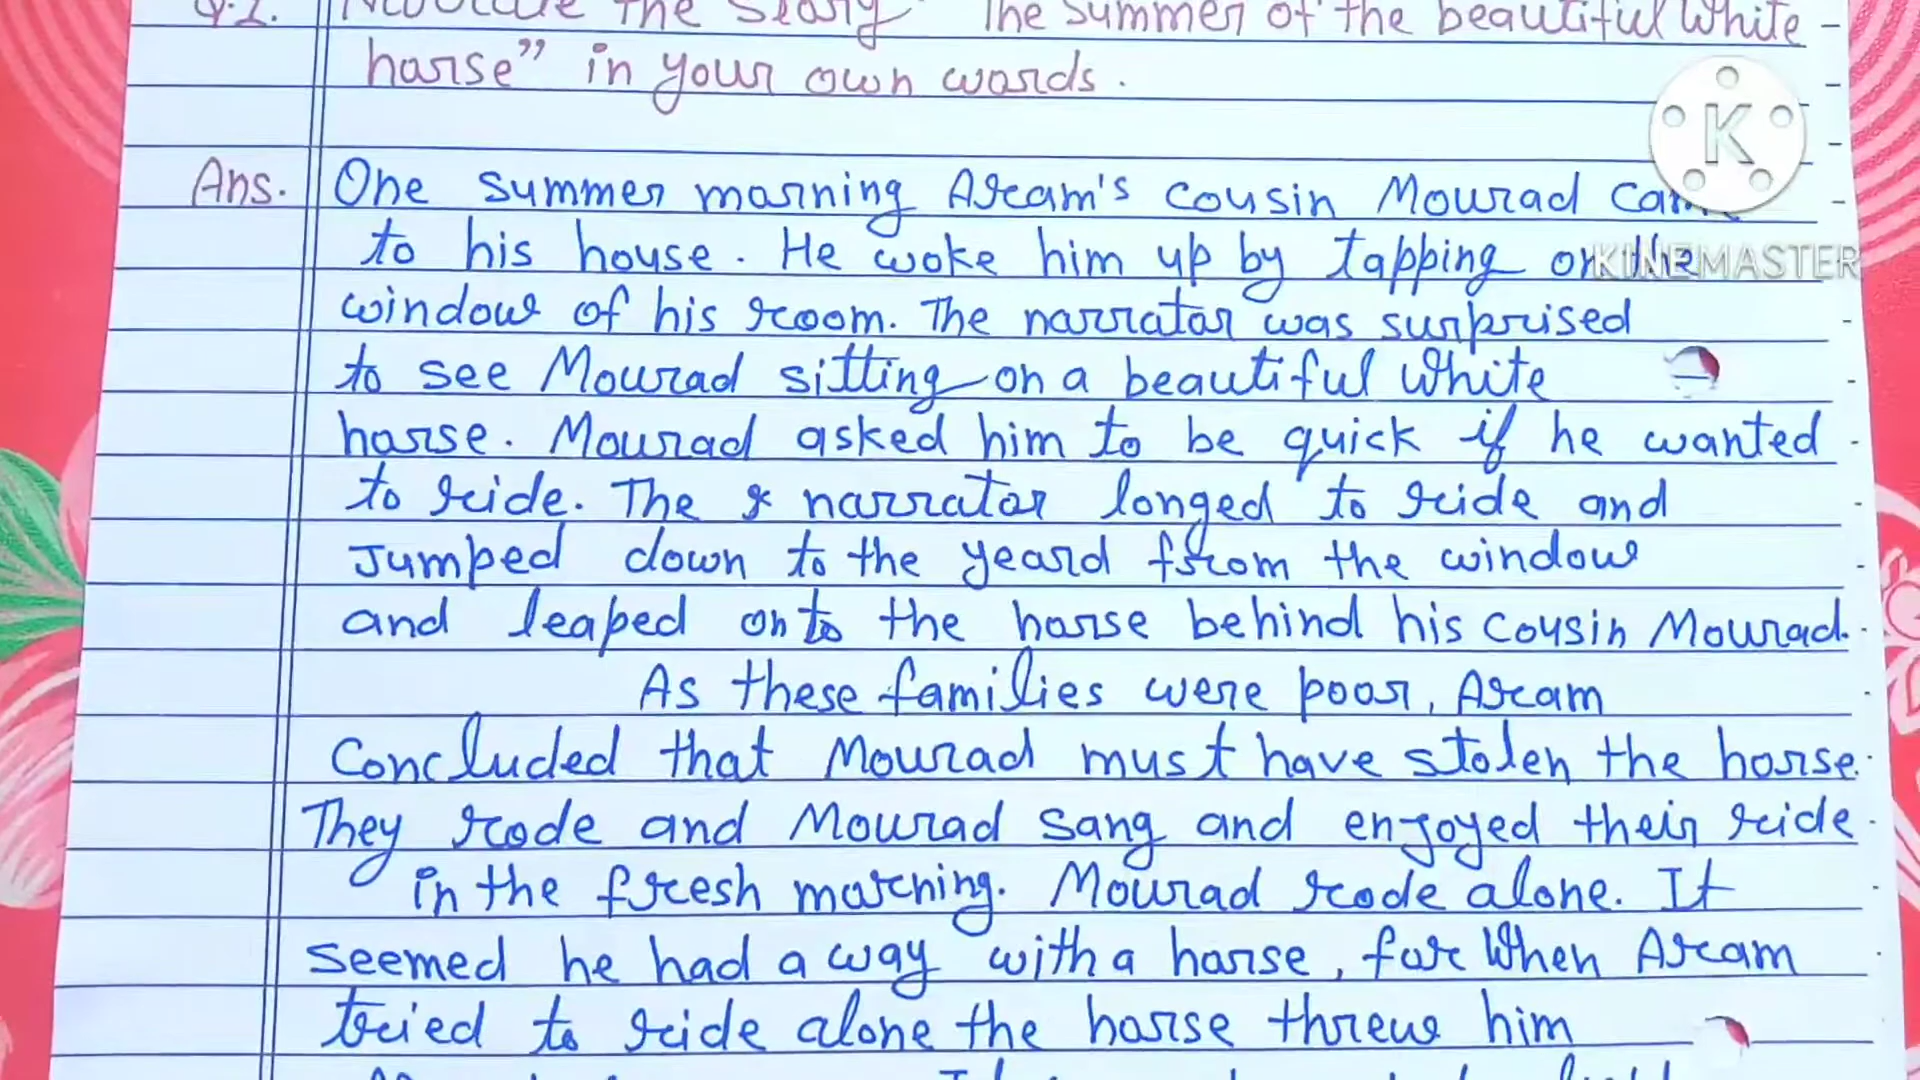 Q.1. Narrate the Story "The Summer of the beautiful White
horse" in your own words.
K
Ans. One summer morning Aram's cousin Mourad came
to his house. He woke him up by tapping on the
KINEMASTER
window of his room. The narrator was surprised
to see Mourad sitting on a beautiful White
horse. Mourad asked him to be quick if he wanted
to ride. The narrator longed to ride and
Jumped down to the yeard from the window
and leaped onto the horse behind his cousin Mourad.
As these families were poor, Aram
Concluded that Mourad must have stolen the horse.
They rode and Mourad sang and enjoyed their ride
in the fresh morning. Mourad rode alone. It
seemed he had a way with a horse, for When Aram
tried to ride alone the horse threw him